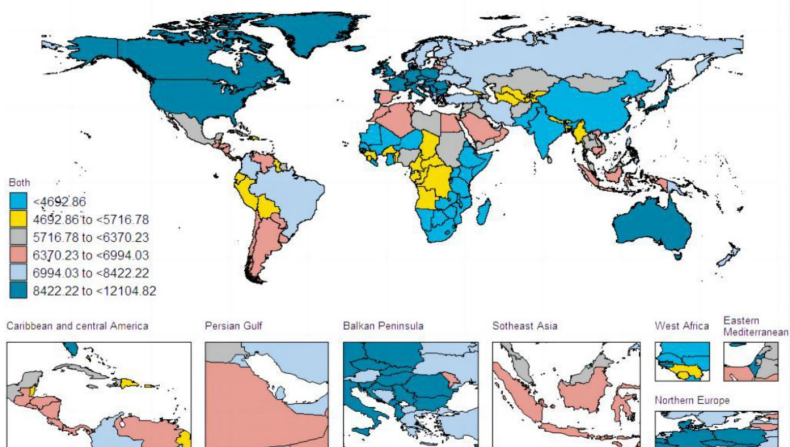 Both
<4692.86
4692.86 to <5716.78
5716.78 to <6370.23
6370.23 to <6994.03
6994.03 to <8422.22
8422.22 to <12104.82
Caribbean and central America
Persian Gulf
Balkan Peninsula
Sotheast Asia
West Africa
Eastern
Mediterranean
Northern Europe